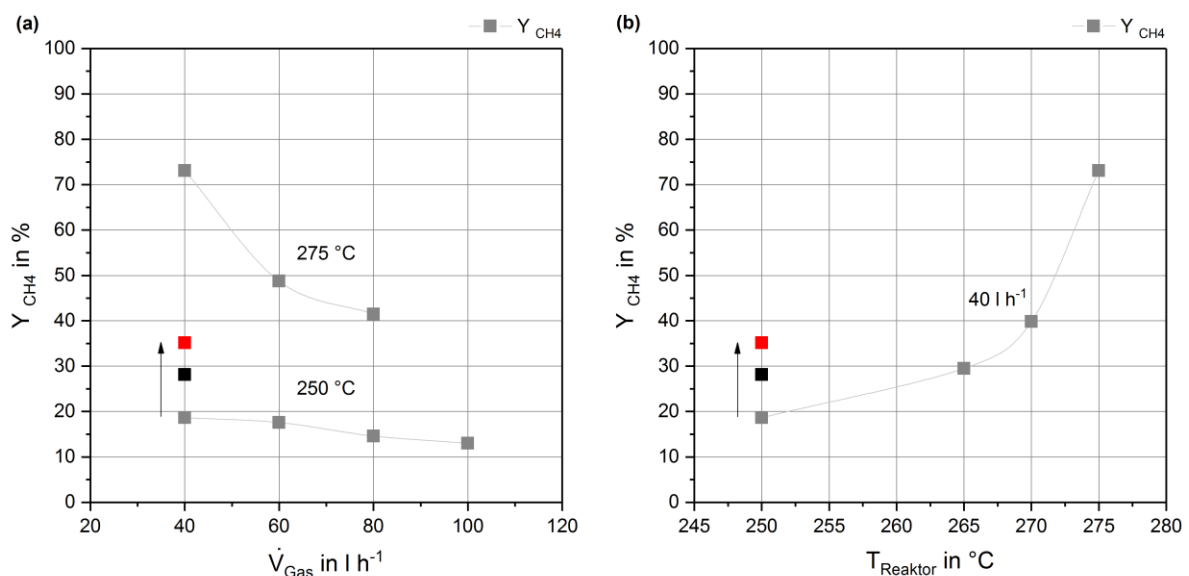 (a)
Y CH4
100
90
80
70
60
50
40
30
20
10
0
Y CH4 in %
275 °C
250 °C
20 40 60 80 100 120
V̇Gas in l h-1
(b)
Y CH4
100
90
80
70
60
50
40
30
20
10
0
Y CH4 in %
40 l h-1
245 250 255 260 265 270 275 280
TReaktor in °C